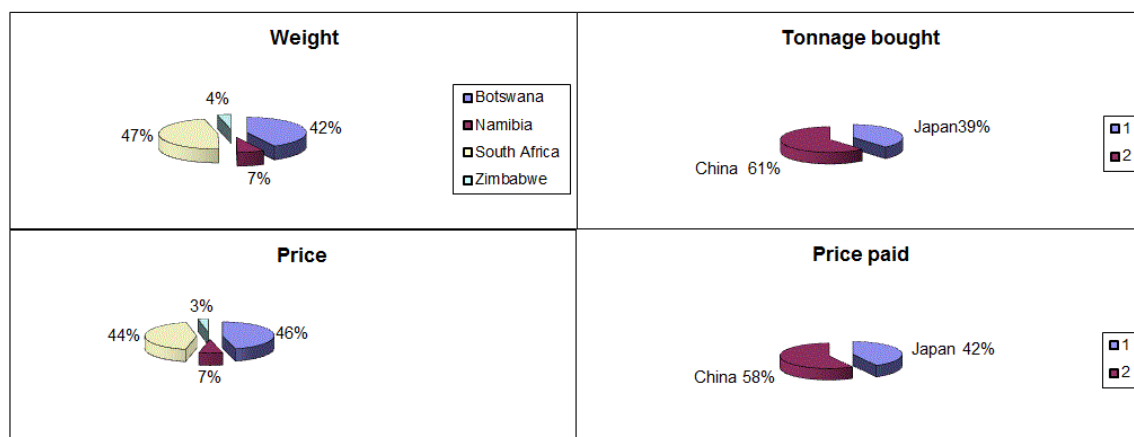 Weight
4%
47%
42%
7%
Botswana
Namibia
South Africa
Zimbabwe
Tonnage bought
Japan39%
China 61%
1
2
Price
3%
44%
46%
7%
Price paid
Japan 42%
China 58%
1
2